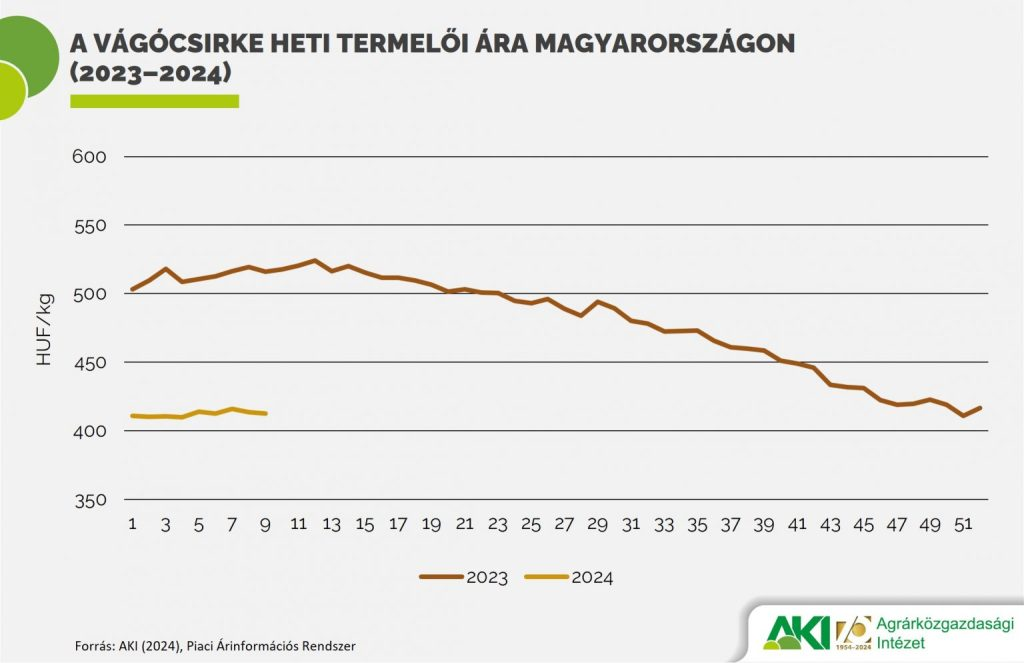 A VÁGÓCSIRKE HETI TERMELŐI ÁRA MAGYARORSZÁGON
(2023–2024)
600
550
500
450
400
350
HUF/kg
1 3 5 7 9 11 13 15 17 19 21 23 25 27 29 31 33 35 37 39 41 43 45 47 49 51
2023 2024
Forrás: AKI (2024), Piaci Árinformációs Rendszer
AKI 70
1954-2024
Agrárközgazdasági
Intézet